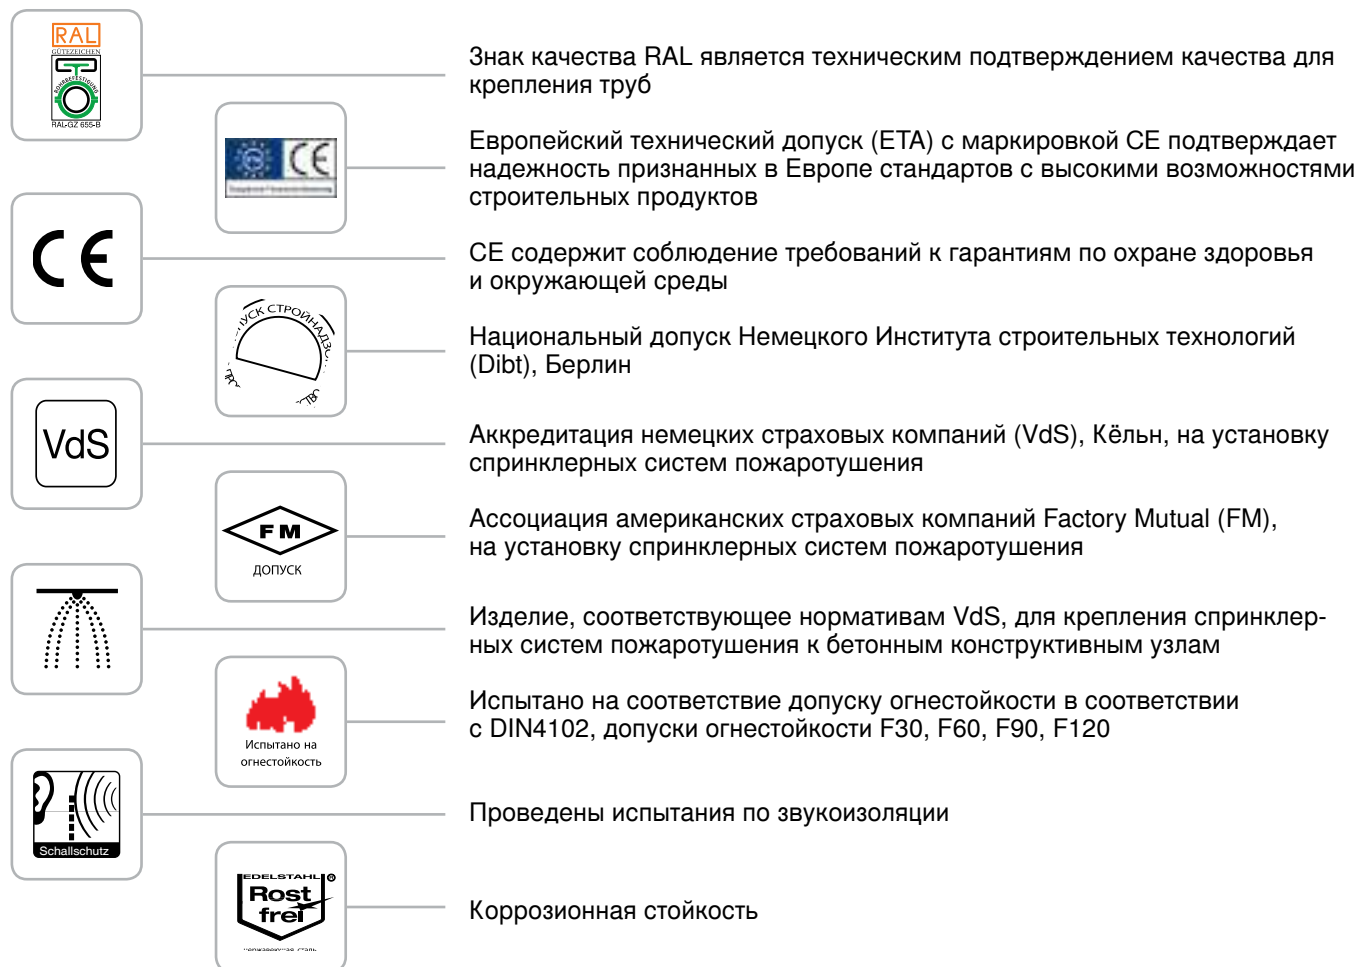 RAL
GÜTEZEICHEN
ROHRBEFESTIGUNG
RAL-GZ 655-B
Знак качества RAL является техническим подтверждением качества для
крепления труб
CE
Европейский технический допуск (ETA) с маркировкой CE подтверждает
надежность признанных в Европе стандартов с высокими возможностями
строительных продуктов
CE
CE содержит соблюдение требований к гарантиям по охране здоровья
и окружающей среды
Национальный допуск Немецкого Института строительных технологий
(Dibt), Берлин
VdS
Аккредитация немецких страховых компаний (VdS), Кёльн, на установку
спринклерных систем пожаротушения
FM
ДОПУСК
Ассоциация американских страховых компаний Factory Mutual (FM),
на установку спринклерных систем пожаротушения
Изделие, соответствующее нормативам VdS, для крепления спринклер-
ных систем пожаротушения к бетонным конструктивным узлам
Испытано на
огнестойкость
Испытано на соответствие допуску огнестойкости в соответствии
с DIN4102, допуски огнестойкости F30, F60, F90, F120
Schallschutz
Проведены испытания по звукоизоляции
EDELSTAHL ®
Rost
frei
Коррозионная стойкость